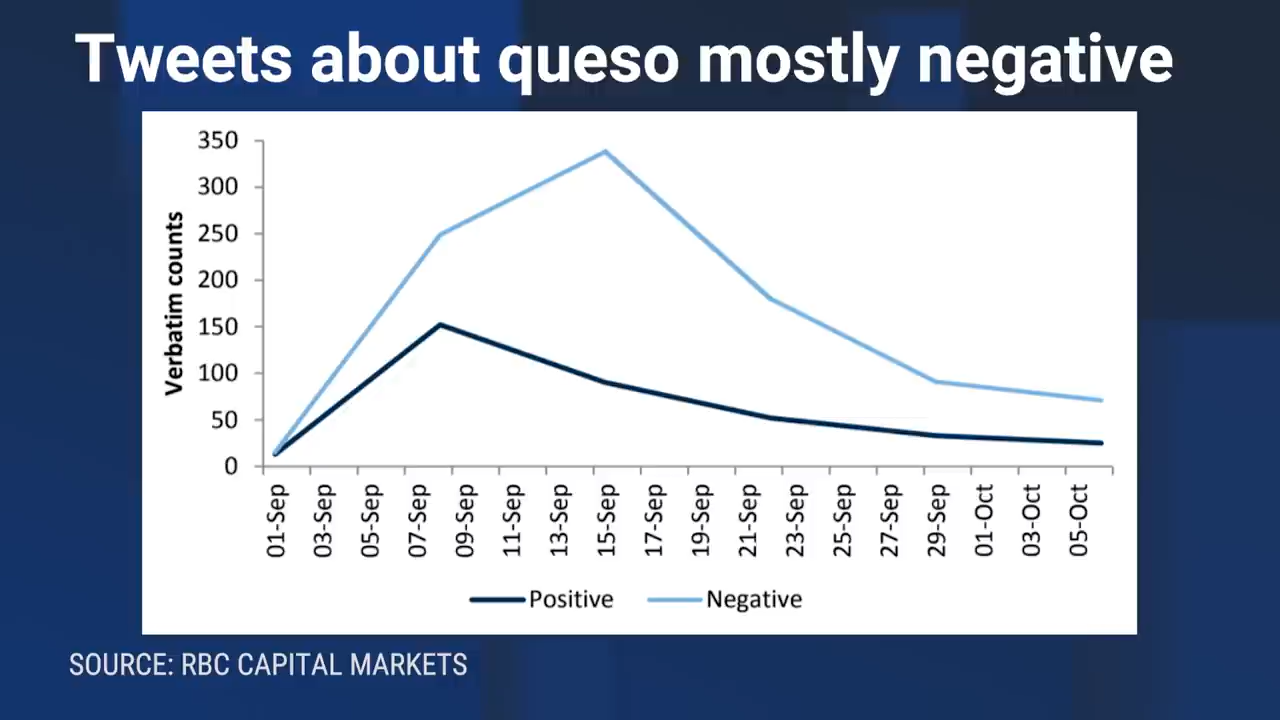 Tweets about queso mostly negative
350
300
250
200
150
100
50
0
Verbatim counts
01-Sep
03-Sep
05-Sep
07-Sep
09-Sep
11-Sep
13-Sep
15-Sep
17-Sep
19-Sep
21-Sep
23-Sep
25-Sep
27-Sep
29-Sep
01-Oct
03-Oct
05-Oct
Positive Negative
SOURCE: RBC CAPITAL MARKETS